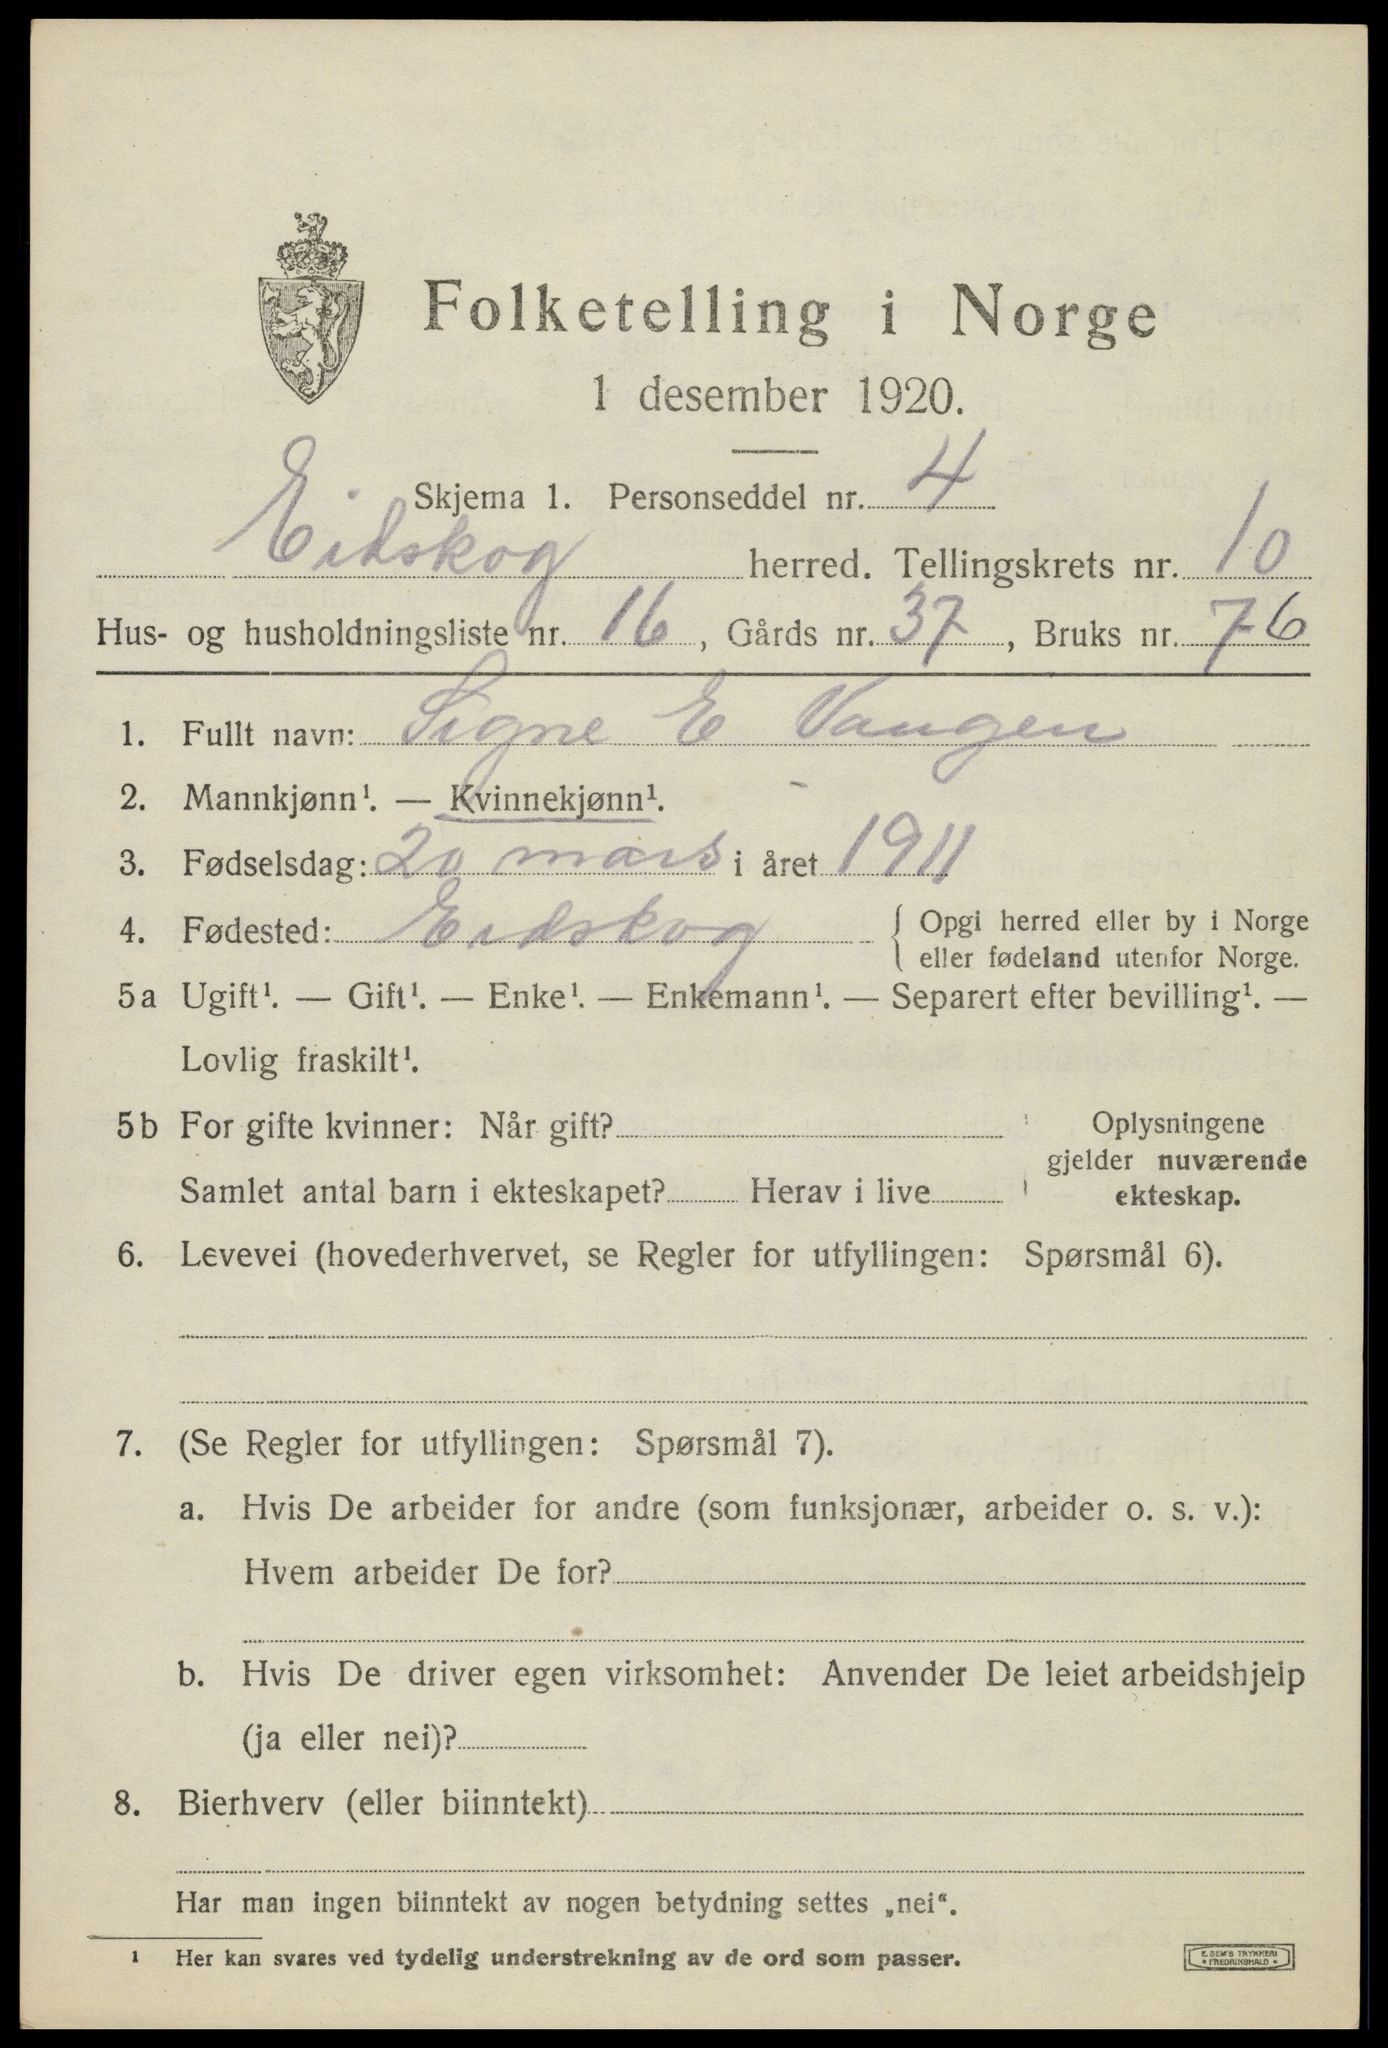 Folketelling i Norge
1 desember 1920.
Skjema 1. Personseddel nr. 4
Eidskog herred. Tellingskrets nr. 10
Hus- og husholdningsliste nr. 16, Gårds nr. 37, Bruks nr. 76
1. Fullt navn: Signe E Vangen
2. Mannkjønn¹. — Kvinnekjønn¹.
3. Fødselsdag: 20 mars i året 1911
4. Fødested: Eidskog { Opgi herred eller by i Norge
eller fødeland utenfor Norge.
5a Ugift¹. — Gift¹. — Enke¹. — Enkemann¹. — Separert efter bevilling¹. —
Lovlig fraskilt¹.
5b For gifte kvinner: Når gift? Oplysningene
gjelder nuværende
Samlet antal barn i ekteskapet? Herav i live ekteskap.
6. Levevei (hovederhvervet, se Regler for utfyllingen: Spørsmål 6).
7. (Se Regler for utfyllingen: Spørsmål 7).
a. Hvis De arbeider for andre (som funksjonær, arbeider o. s. v.):
Hvem arbeider De for?
b. Hvis De driver egen virksomhet: Anvender De leiet arbeidshjelp
(ja eller nei)?
8. Bierhverv (eller biinntekt)
Har man ingen biinntekt av nogen betydning settes „nei“.
¹ Her kan svares ved tydelig understrekning av de ord som passer.
E. SEM'S TRYKKERI
* FREDRIKSHALD *